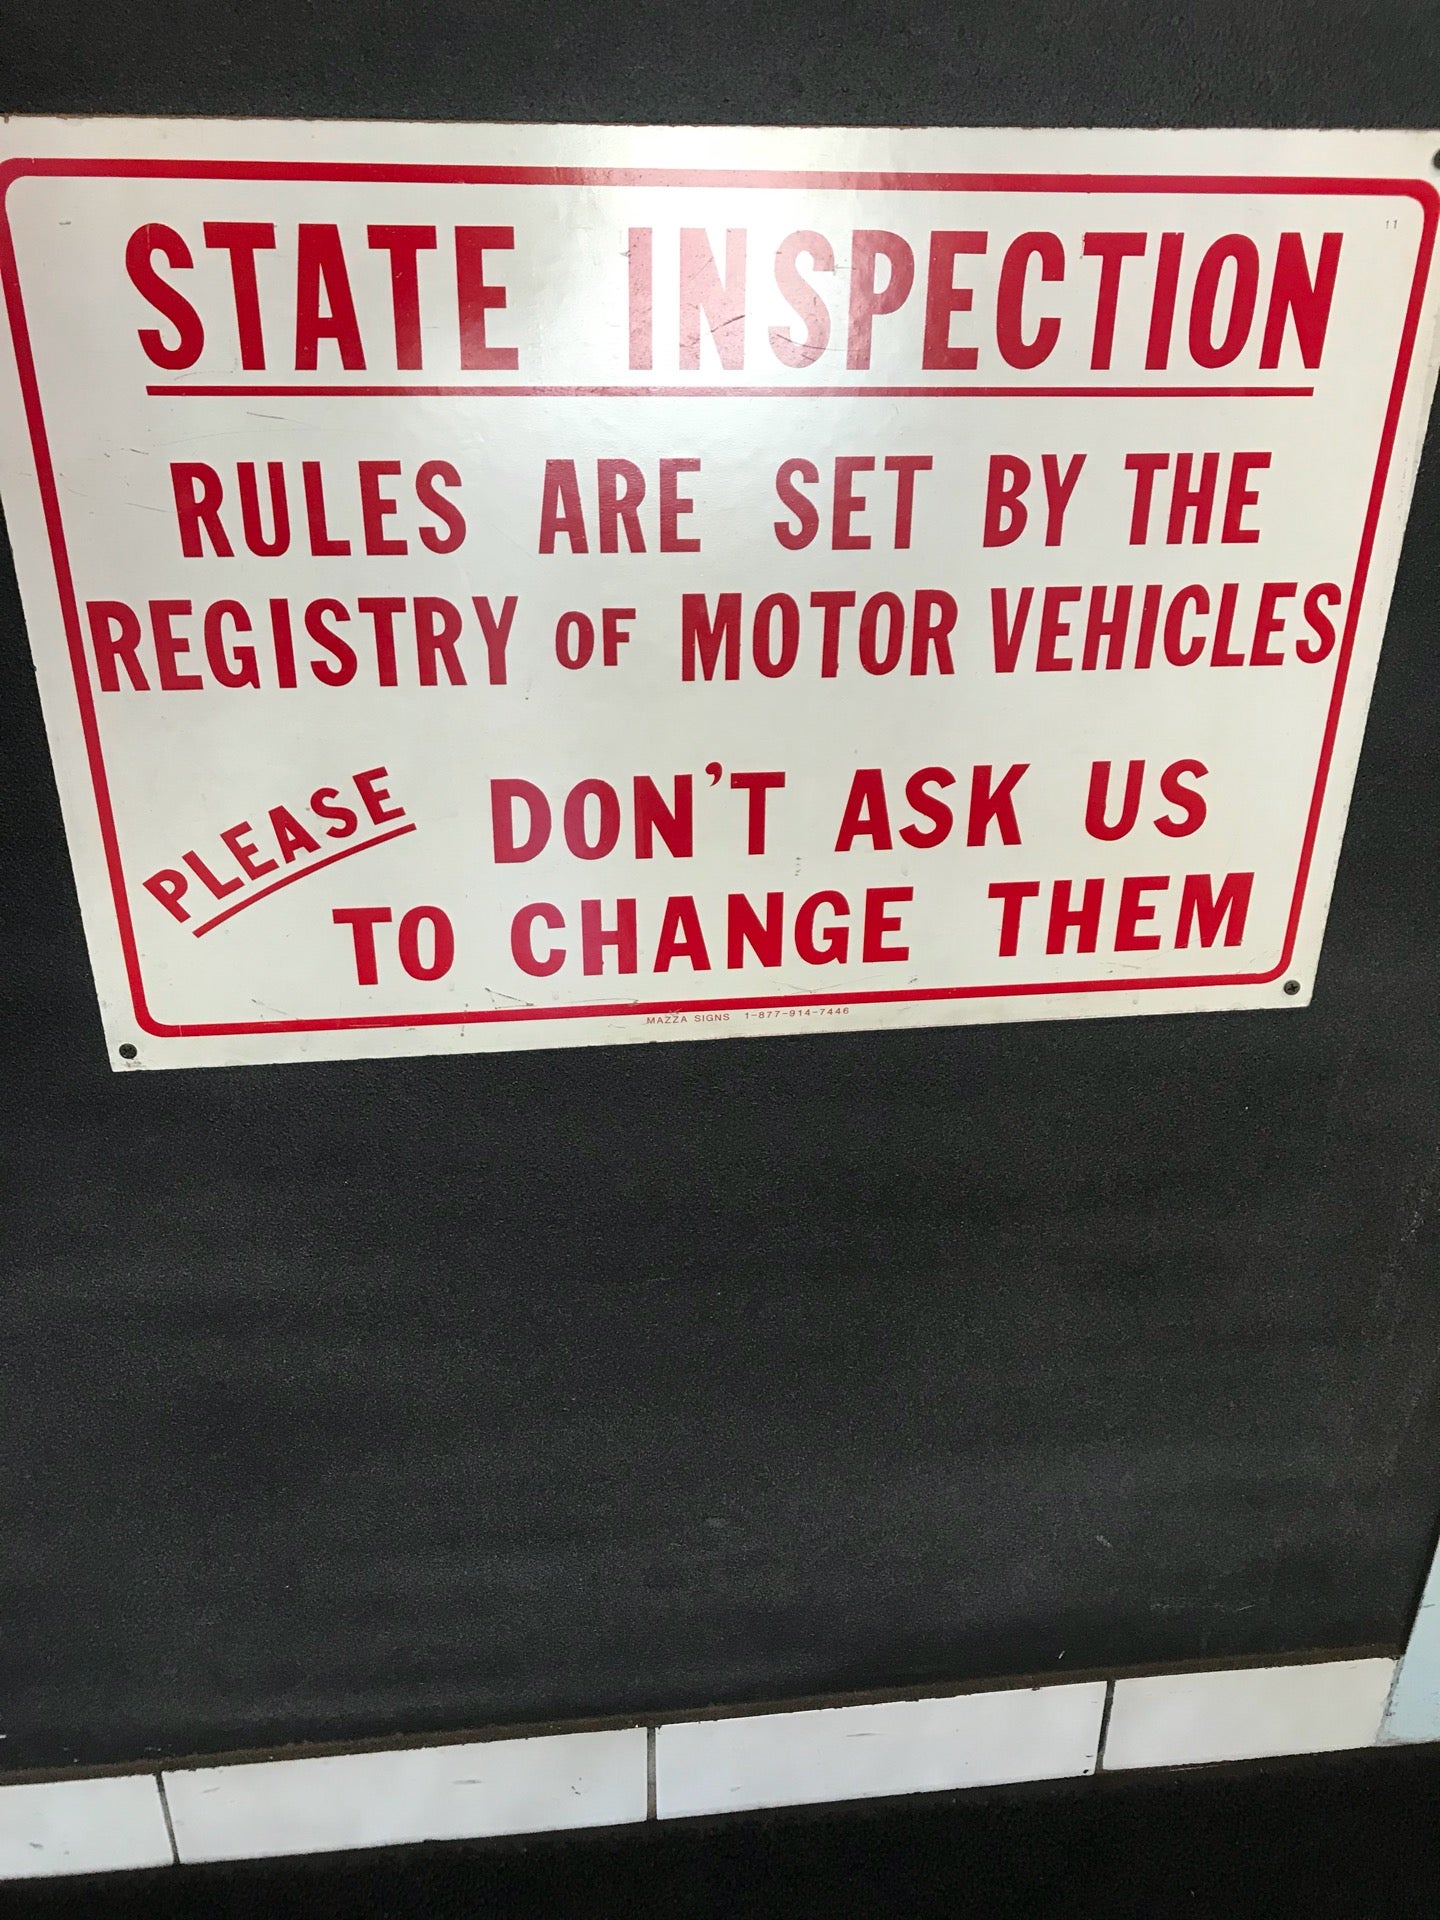 11
STATE INSPECTION
RULES ARE SET BY THE
REGISTRY OF MOTOR VEHICLES
PLEASE DON'T ASK US
TO CHANGE THEM
MAZZA SIGNS 1-877-914-7446